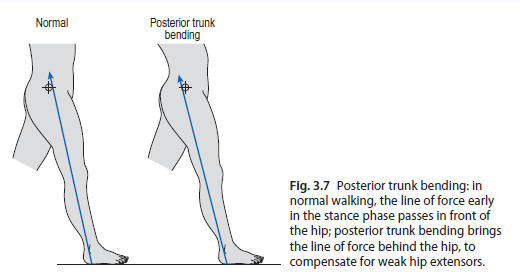 Normal
Posterior trunk
bending
Fig. 3.7 Posterior trunk bending: in
normal walking, the line of force early
in the stance phase passes in front of
the hip; posterior trunk bending brings
the line of force behind the hip, to
compensate for weak hip extensors.